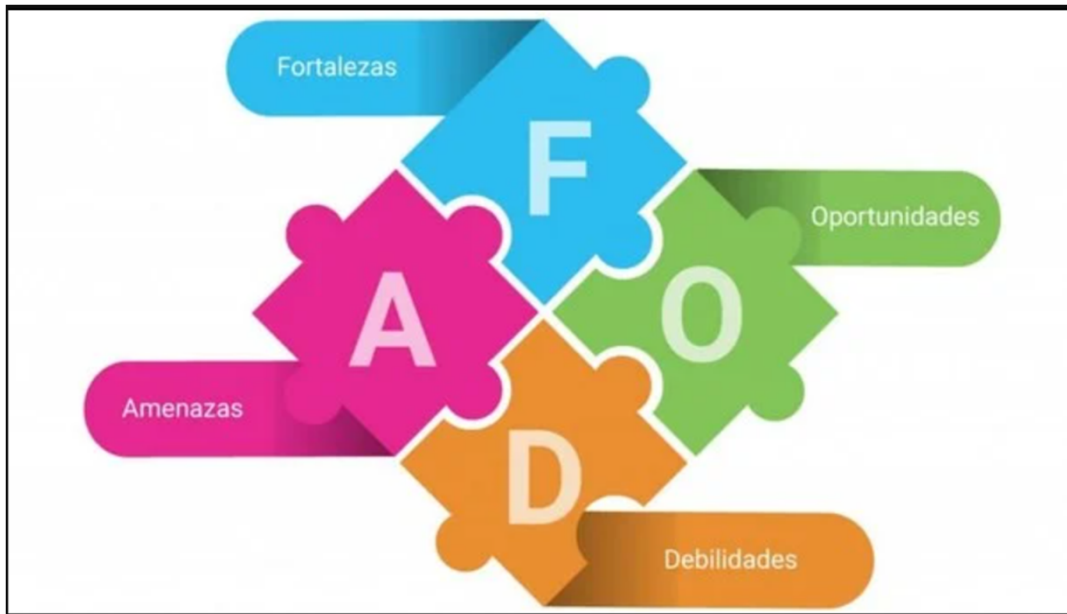 Fortalezas
F
Oportunidades
A
O
Amenazas
D
Debilidades